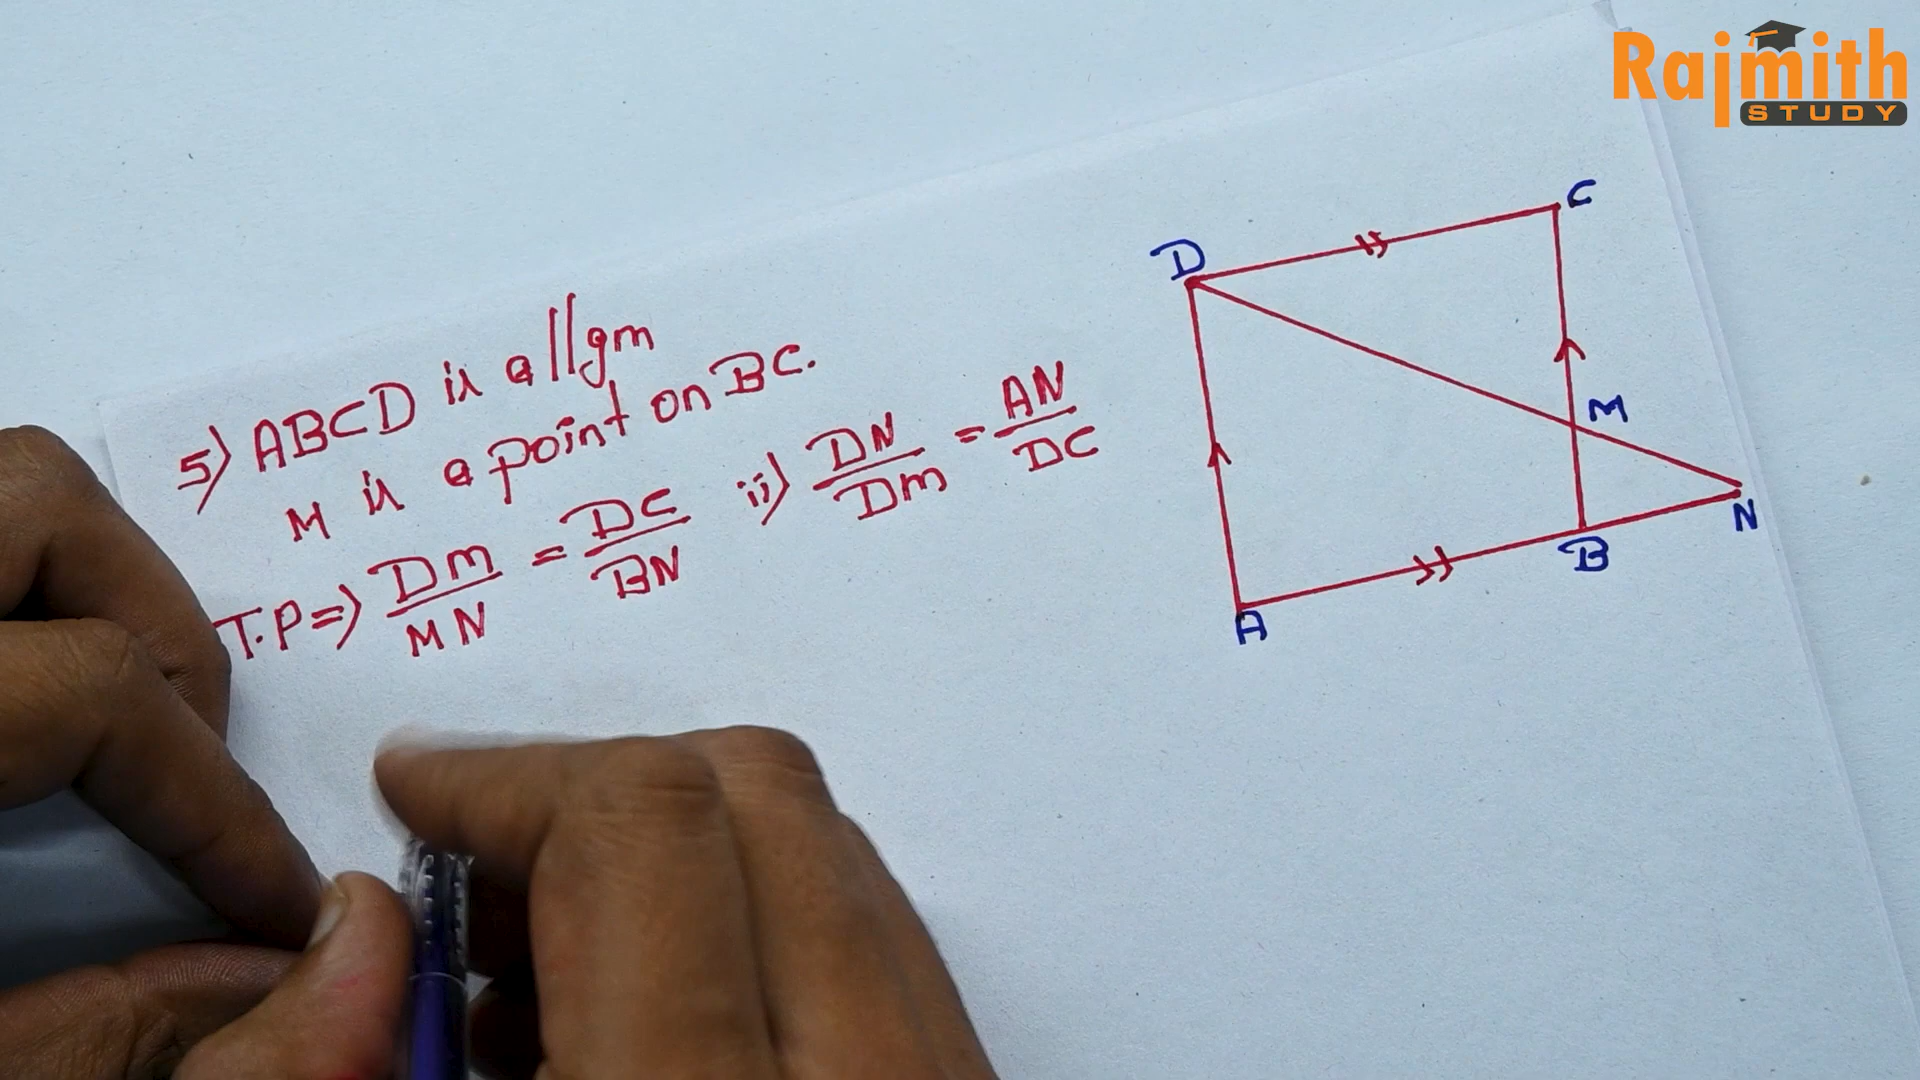 Rajmith
STUDY
5) ABCD is a ||gm
M is a point on BC.
T.P => DM/MN = DC/BN ii) DN/DM = AN/DC
D
C
M
N
B
A